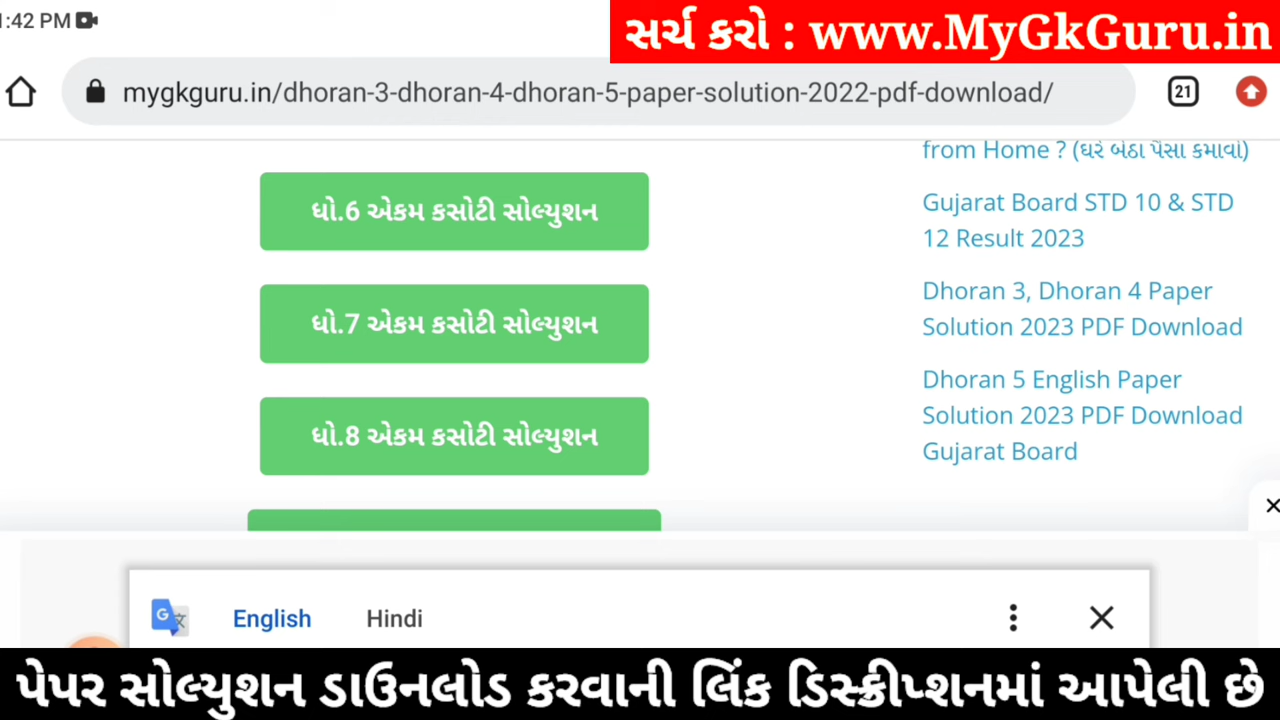 :42 PM
સર્ચ કરો : www.MyGkGuru.in
mygkguru.in/dhoran-3-dhoran-4-dhoran-5-paper-solution-2022-pdf-download/
21
from Home ? (ઘરે બેઠા પૈસા કમાવો)
ધો.6 એકમ કસોટી સોલ્યુશન
Gujarat Board STD 10 & STD
12 Result 2023
ધો.7 એકમ કસોટી સોલ્યુશન
Dhoran 3, Dhoran 4 Paper
Solution 2023 PDF Download
ધો.8 એકમ કસોટી સોલ્યુશન
Dhoran 5 English Paper
Solution 2023 PDF Download
Gujarat Board
English Hindi
પેપર સોલ્યુશન ડાઉનલોડ કરવાની લિંક ડિસ્ક્રીપ્શનમાં આપેલી છે